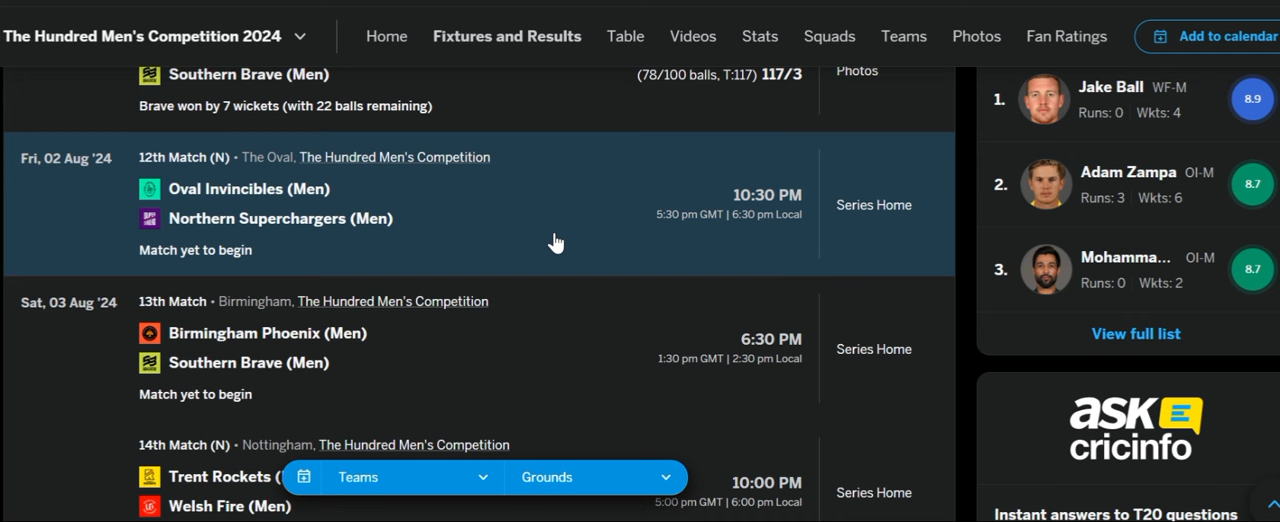 The Hundred Men's Competition 2024
Home
Fixtures and Results
Table
Videos
Stats
Squads
Teams
Photos
Fan Ratings
Add to calendar
Southern Brave (Men)
(78/100 balls, T:117) 117/3
Photos
Brave won by 7 wickets (with 22 balls remaining)
Fri, 02 Aug '24
12th Match (N) • The Oval, The Hundred Men's Competition
Oval Invincibles (Men)
Northern Superchargers (Men)
Match yet to begin
10:30 PM
5:30 pm GMT | 6:30 pm Local
Series Home
Sat, 03 Aug '24
13th Match • Birmingham, The Hundred Men's Competition
Birmingham Phoenix (Men)
Southern Brave (Men)
Match yet to begin
6:30 PM
1:30 pm GMT | 2:30 pm Local
Series Home
14th Match (N) • Nottingham, The Hundred Men's Competition
Trent Rockets (
Welsh Fire (Men)
10:00 PM
5:00 pm GMT | 6:00 pm Local
Series Home
Teams
Grounds
1. Jake Ball WF-M
Runs: 0 | Wkts: 4
8.9
2. Adam Zampa OI-M
Runs: 3 | Wkts: 6
8.7
3. Mohamma... OI-M
Runs: 0 | Wkts: 2
8.7
View full list
ask
cricinfo
Instant answers to T20 questions